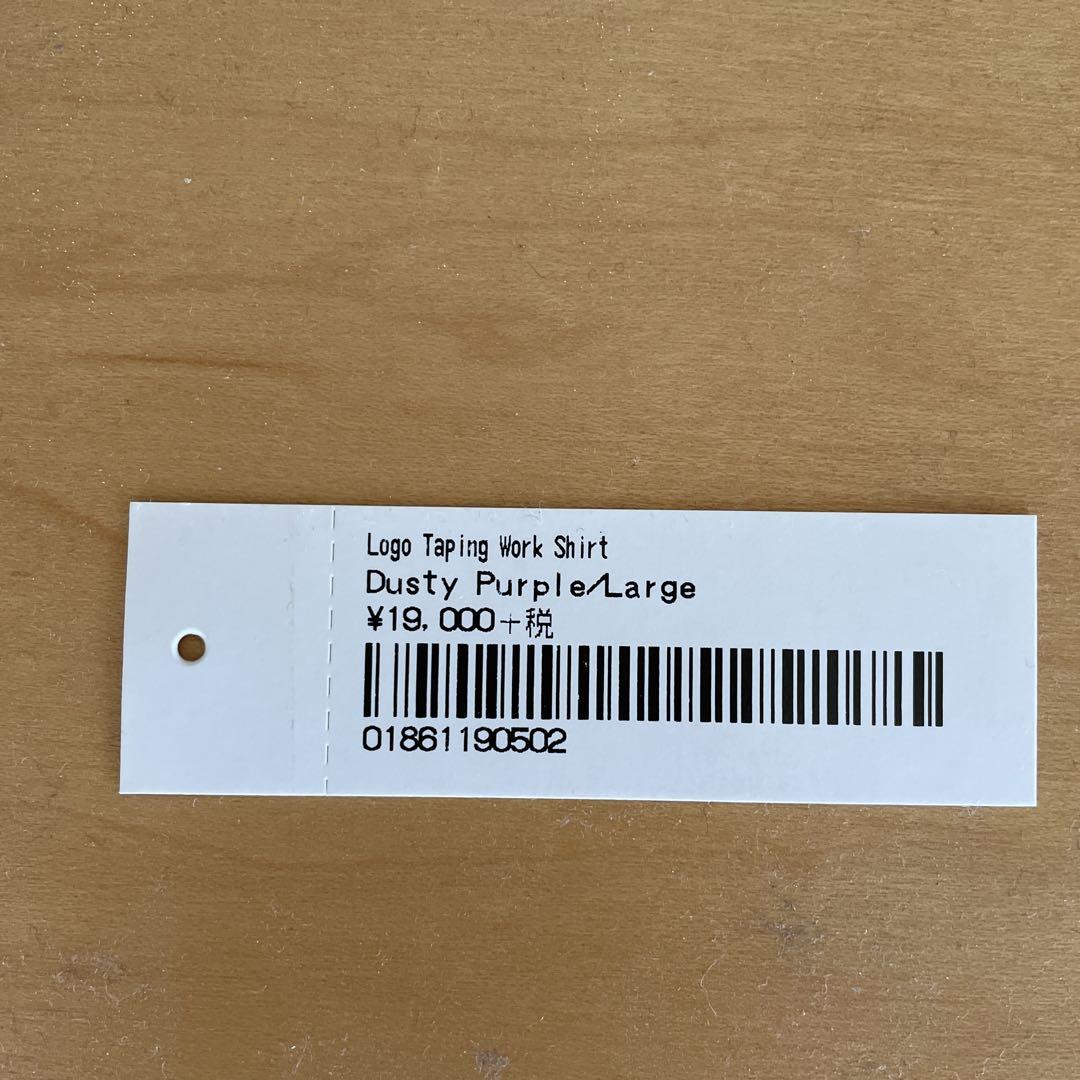 Logo Taping Work Shirt
Dusty Purple/Large
¥19,000+税
01861190502